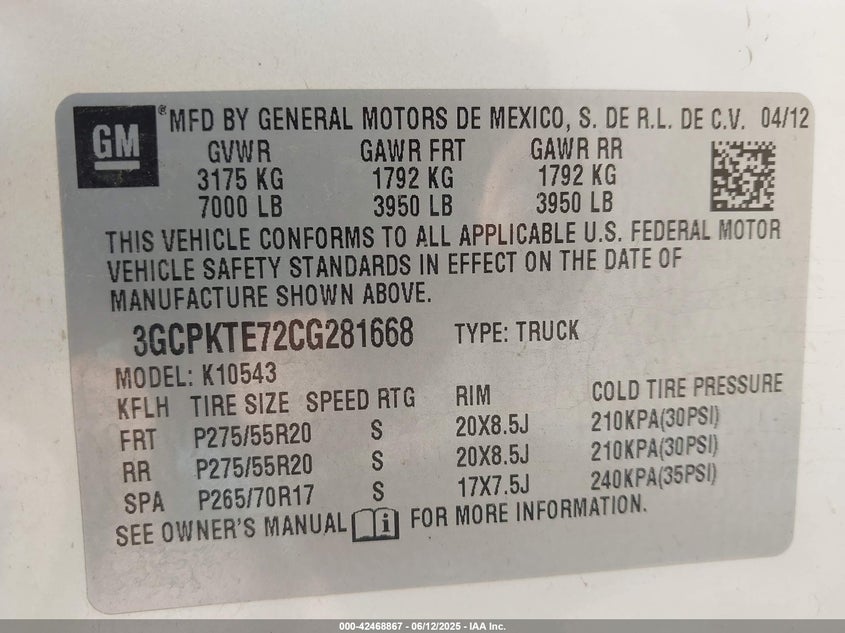 GM
® MFD BY GENERAL MOTORS DE MEXICO, S. DE R.L. DE C.V. 04/12
GVWR GAWR FRT GAWR RR
3175 KG 1792 KG 1792 KG
7000 LB 3950 LB 3950 LB
THIS VEHICLE CONFORMS TO ALL APPLICABLE U.S. FEDERAL MOTOR
VEHICLE SAFETY STANDARDS IN EFFECT ON THE DATE OF
MANUFACTURE SHOWN ABOVE.
3GCPKTE72CG281668 TYPE: TRUCK
MODEL: K10543
KFLH TIRE SIZE SPEED RTG RIM COLD TIRE PRESSURE
FRT P275/55R20 S 20X8.5J 210KPA(30PSI)
RR P275/55R20 S 20X8.5J 210KPA(30PSI)
SPA P265/70R17 S 17X7.5J 240KPA(35PSI)
SEE OWNER'S MANUAL i FOR MORE INFORMATION.
000-42468867 - 06/12/2025 - IAA Inc.